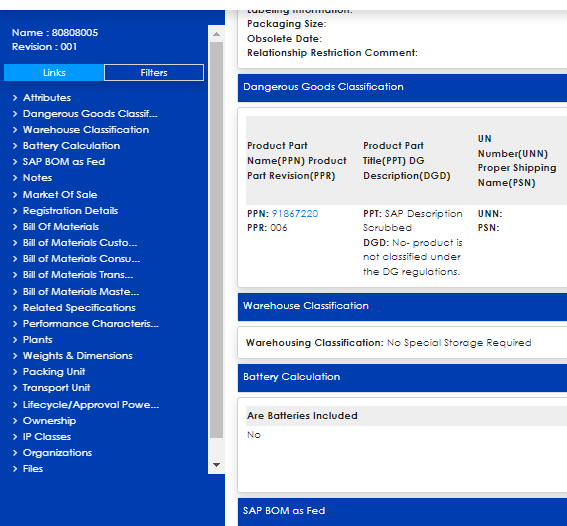 Name : 80808005
Revision : 001
Links
Filters
> Attributes
> Dangerous Goods Classif...
> Warehouse Classification
> Battery Calculation
> SAP BOM as Fed
> Notes
> Market Of Sale
> Registration Details
> Bill Of Materials
> Bill of Materials Custo...
> Bill of Materials Consu...
> Bill of Materials Trans...
> Bill of Materials Maste...
> Related Specifications
> Performance Characteris...
> Plants
> Weights & Dimensions
> Packing Unit
> Transport Unit
> Lifecycle/Approval Powe...
> Ownership
> IP Classes
> Organizations
> Files
Labeling Information:
Packaging Size:
Obsolete Date:
Relationship Restriction Comment:
Dangerous Goods Classification
Product Part
Name(PPN) Product
Part Revision(PPR)
Product Part
Title(PPT) DG
Description(DGD)
UN
Number(UNN)
Proper Shipping
Name(PSN)
PPN: 91867220
PPR: 006
PPT: SAP Description
Scrubbed
DGD: No- product is
not classified under
the DG regulations.
UNN:
PSN:
Warehouse Classification
Warehousing Classification: No Special Storage Required
Battery Calculation
Are Batteries Included
No
SAP BOM as Fed